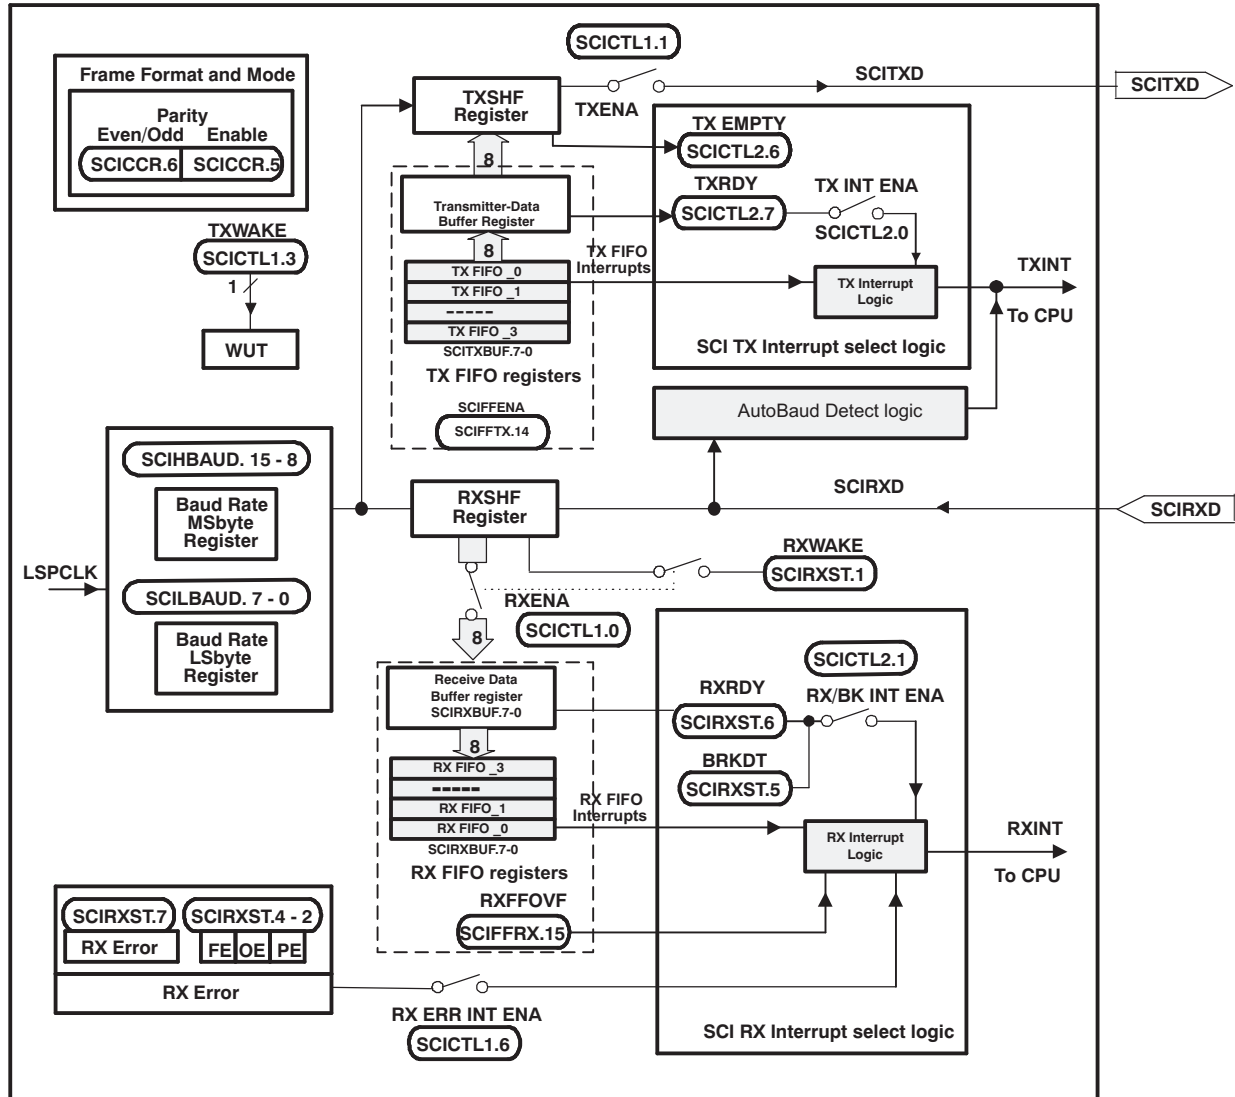 SCICTL1.1
Frame Format and Mode
Parity
Even/Odd Enable
SCICCR.6 SCICCR.5
TXSHF
Register
TXENA
SCITXD
SCITXD
TX EMPTY
SCICTL2.6
8
TXRDY
SCICTL2.7
TX INT ENA
SCICTL2.0
Transmitter-Data
Buffer Register
8
TX FIFO
Interrupts
TX FIFO _0
TX FIFO _1
-----
TX FIFO _3
SCITXBUF.7-0
TX FIFO registers
SCIFFENA
SCIFFTX.14
TX Interrupt
Logic
TXINT
To CPU
SCI TX Interrupt select logic
TXWAKE
SCICTL1.3
1
WUT
AutoBaud Detect logic
SCIHBAUD. 15 - 8
Baud Rate
MSbyte
Register
LSPCLK
SCILBAUD. 7 - 0
Baud Rate
LSbyte
Register
RXSHF
Register
SCIRXD
SCIRXD
RXWAKE
SCIRXST.1
RXENA
SCICTL1.0
8
Receive Data
Buffer register
SCIRXBUF.7-0
8
RX FIFO _3
-----
RX FIFO_1
RX FIFO _0
SCIRXBUF.7-0
RX FIFO registers
RX FIFO
Interrupts
RXFFOVF
SCIFFRX.15
SCICTL2.1
RXRDY
RX/BK INT ENA
SCIRXST.6
BRKDT
SCIRXST.5
RX Interrupt
Logic
RXINT
To CPU
SCI RX Interrupt select logic
SCIRXST.7
SCIRXST.4 - 2
RX Error
FE OE PE
RX Error
RX ERR INT ENA
SCICTL1.6